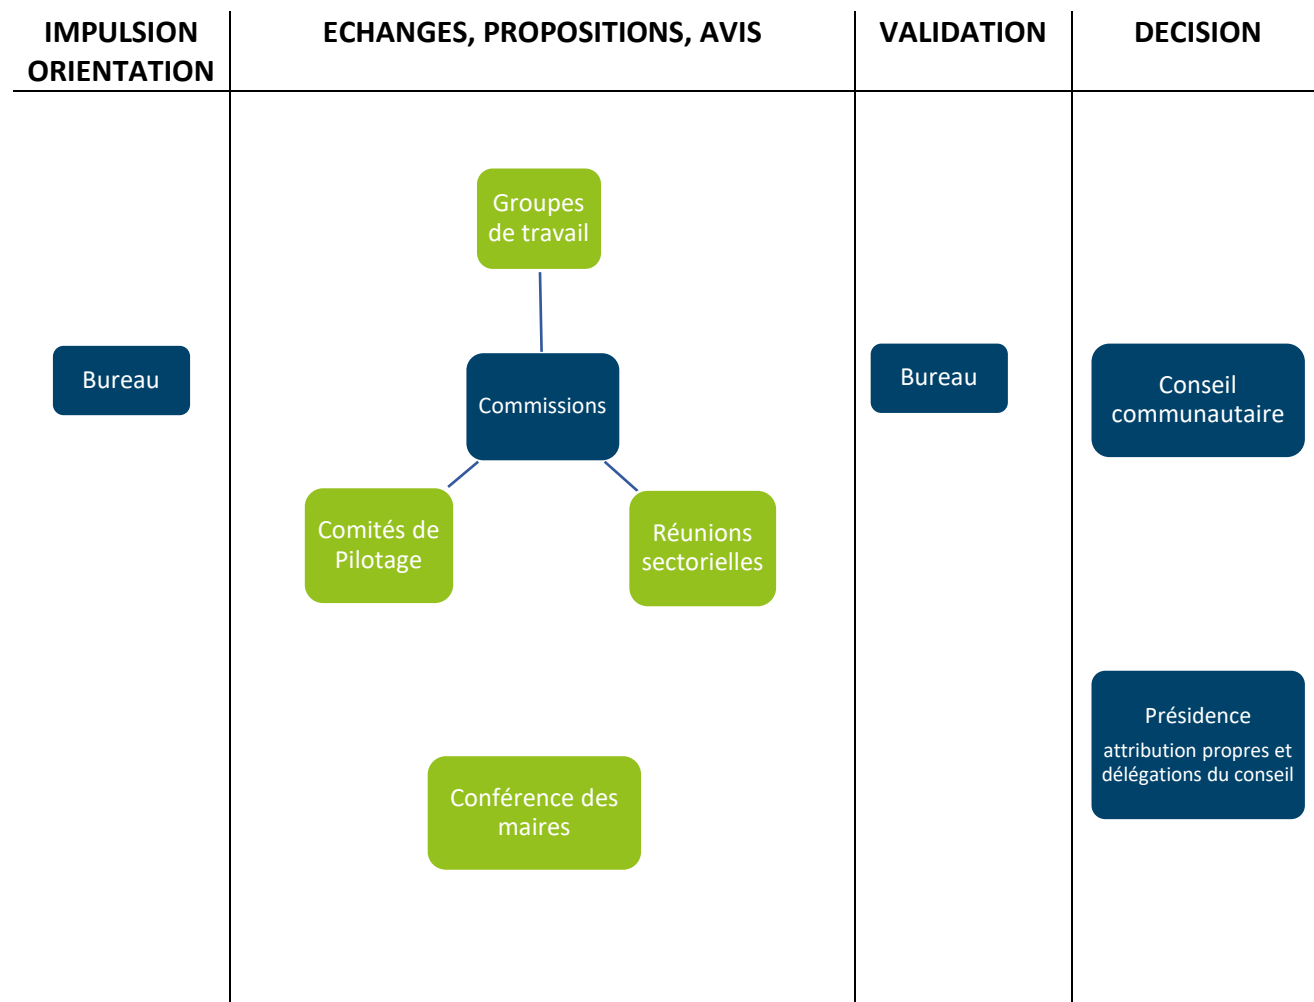 IMPULSION
ORIENTATION
ECHANGES, PROPOSITIONS, AVIS
VALIDATION
DECISION
Groupes
de travail
Bureau
Commissions
Bureau
Conseil
communautaire
Comités de
Pilotage
Réunions
sectorielles
Présidence
attribution propres et
délégations du conseil
Conférence des
maires